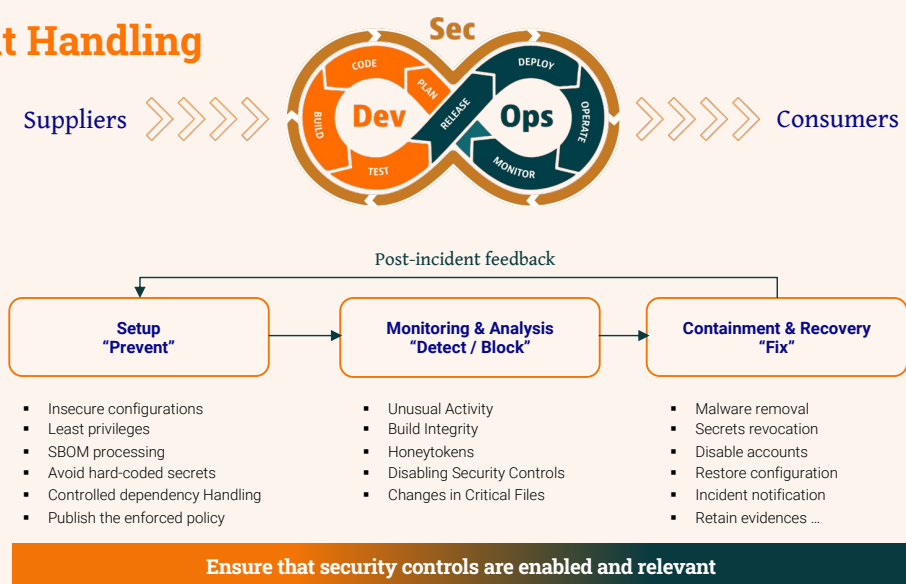 t Handling
Sec
Suppliers
CODE
PLAN
BUILD
Dev
TEST
RELEASE
DEPLOY
Ops
OPERATE
MONITOR
Consumers
Post-incident feedback
Setup
“Prevent”
Monitoring & Analysis
“Detect / Block”
Containment & Recovery
“Fix”
▪ Insecure configurations
▪ Least privileges
▪ SBOM processing
▪ Avoid hard-coded secrets
▪ Controlled dependency Handling
▪ Publish the enforced policy
▪ Unusual Activity
▪ Build Integrity
▪ Honeytokens
▪ Disabling Security Controls
▪ Changes in Critical Files
▪ Malware removal
▪ Secrets revocation
▪ Disable accounts
▪ Restore configuration
▪ Incident notification
▪ Retain evidences ...
Ensure that security controls are enabled and relevant